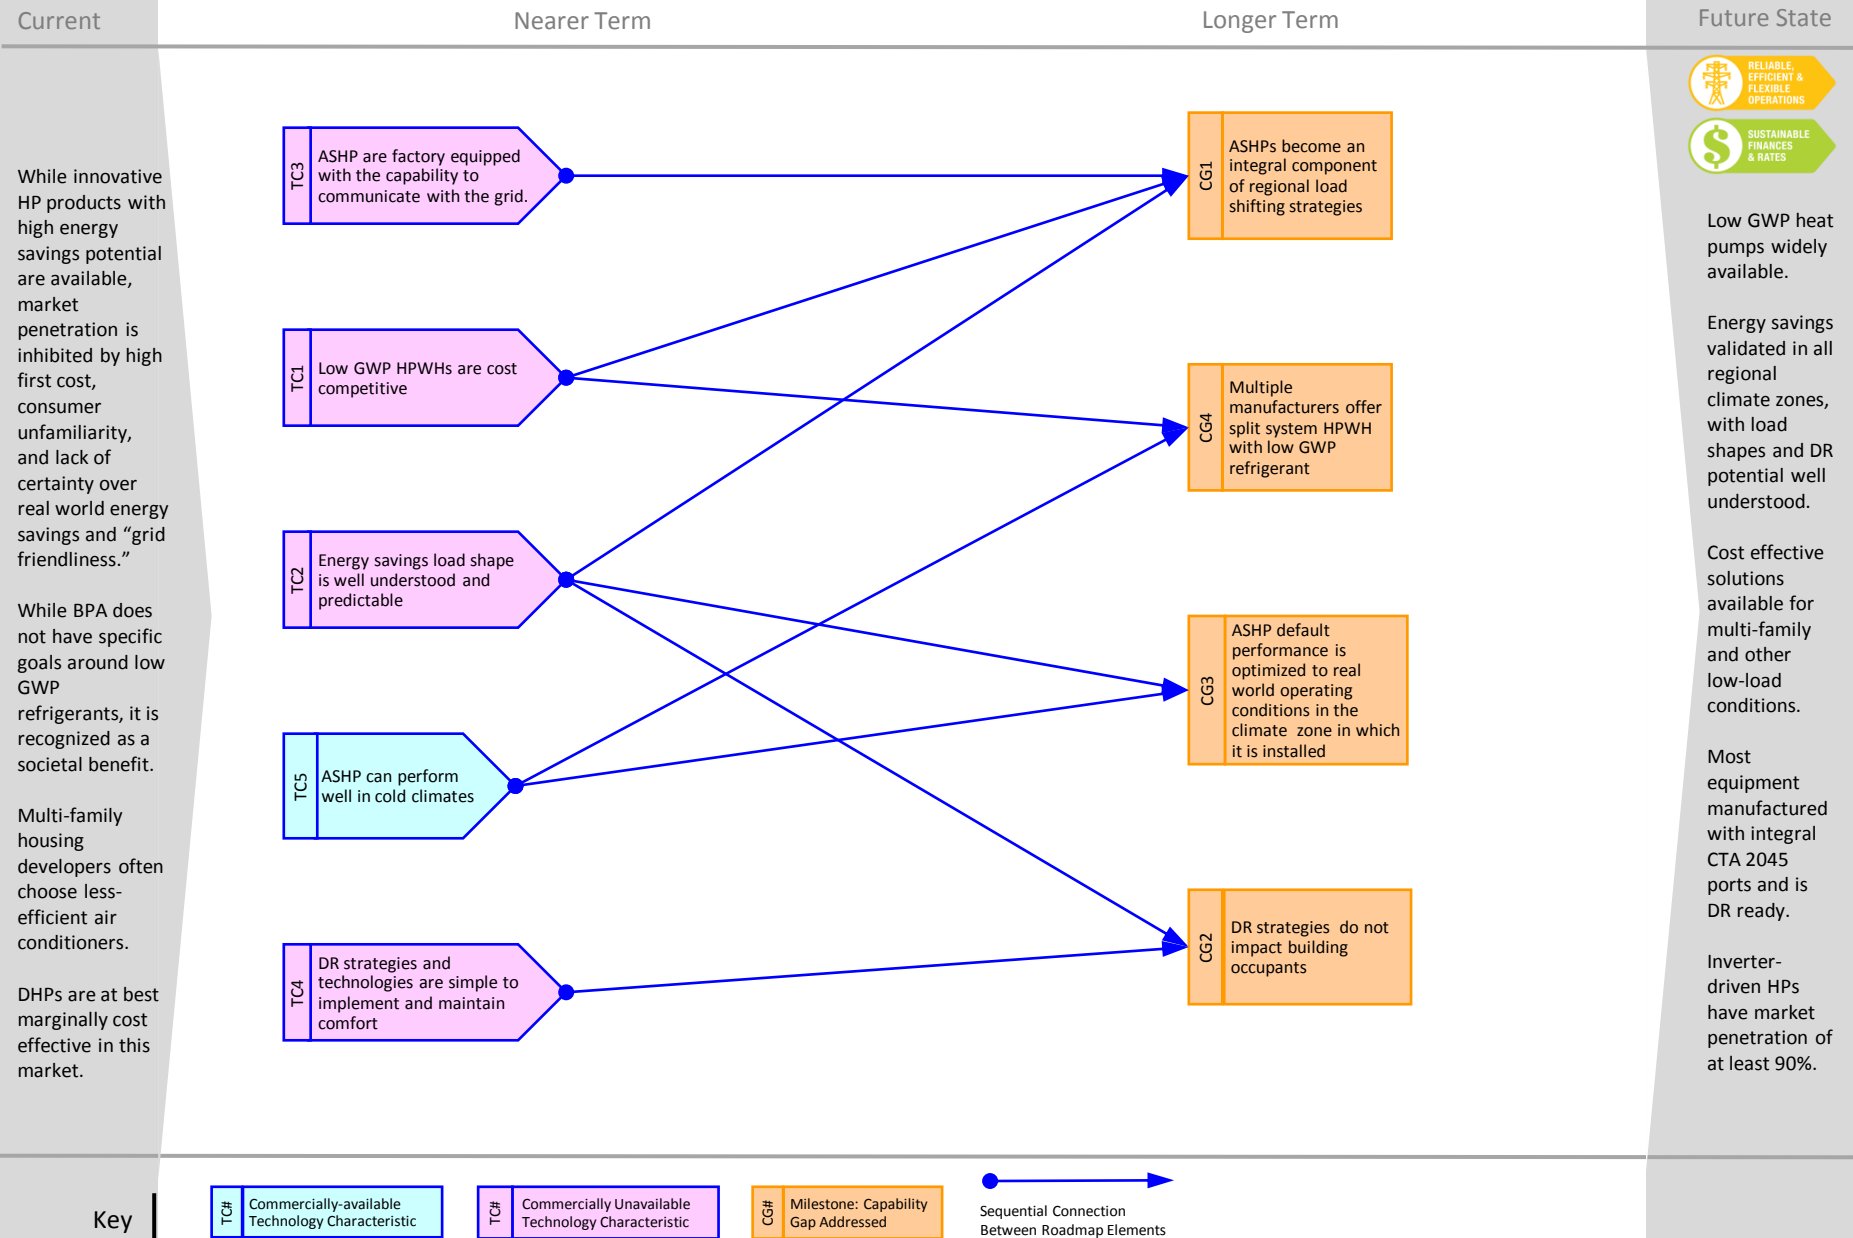 Current
Nearer Term
Longer Term
Future State
While innovative
HP products with
high energy
savings potential
are available,
market
penetration is
inhibited by high
first cost,
consumer
unfamiliarity,
and lack of
certainty over
real world energy
savings and “grid
friendliness.”
While BPA does
not have specific
goals around low
GWP
refrigerants, it is
recognized as a
societal benefit.
Multi-family
housing
developers often
choose less-
efficient air
conditioners.
DHPs are at best
marginally cost
effective in this
market.
TC3
ASHP are factory equipped
with the capability to
communicate with the grid.
TC1
Low GWP HPWHs are cost
competitive
TC2
Energy savings load shape
is well understood and
predictable
TC5
ASHP can perform
well in cold climates
TC4
DR strategies and
technologies are simple to
implement and maintain
comfort
CG1
ASHPs become an
integral component
of regional load
shifting strategies
CG4
Multiple
manufacturers offer
split system HPWH
with low GWP
refrigerant
CG3
ASHP default
performance is
optimized to real
world operating
conditions in the
climate zone in which
it is installed
CG2
DR strategies do not
impact building
occupants
RELIABLE,
EFFICIENT &
FLEXIBLE
OPERATIONS
$
SUSTAINABLE
FINANCES
& RATES
Low GWP heat
pumps widely
available.
Energy savings
validated in all
regional
climate zones,
with load
shapes and DR
potential well
understood.
Cost effective
solutions
available for
multi-family
and other
low-load
conditions.
Most
equipment
manufactured
with integral
CTA 2045
ports and is
DR ready.
Inverter-
driven HPs
have market
penetration of
at least 90%.
Key
TC#
Commercially-available
Technology Characteristic
TC#
Commercially Unavailable
Technology Characteristic
CG#
Milestone: Capability
Gap Addressed
Sequential Connection
Between Roadmap Elements